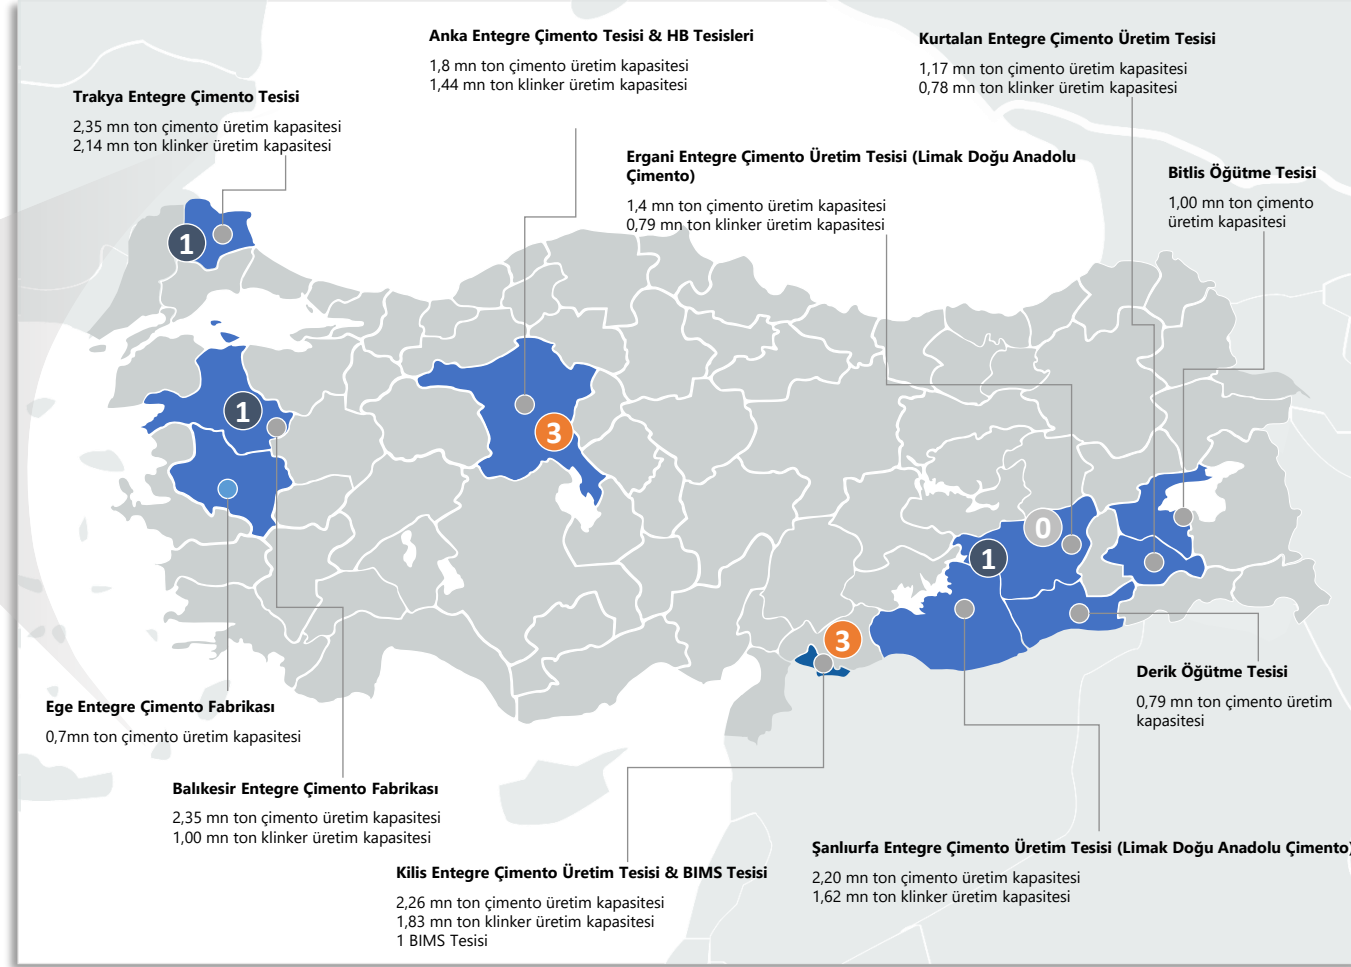 Anka Entegre Çimento Tesisi & HB Tesisleri
1,8 mn ton çimento üretim kapasitesi
1,44 mn ton klinker üretim kapasitesi
Kurtalan Entegre Çimento Üretim Tesisi
1,17 mn ton çimento üretim kapasitesi
0,78 mn ton klinker üretim kapasitesi
Trakya Entegre Çimento Tesisi
2,35 mn ton çimento üretim kapasitesi
2,14 mn ton klinker üretim kapasitesi
Ergani Entegre Çimento Üretim Tesisi (Limak Doğu Anadolu
Çimento)
1,4 mn ton çimento üretim kapasitesi
0,79 mn ton klinker üretim kapasitesi
Bitlis Öğütme Tesisi
1,00 mn ton çimento
üretim kapasitesi
1
1
3
0
1
3
Derik Öğütme Tesisi
0,79 mn ton çimento üretim
kapasitesi
Ege Entegre Çimento Fabrikası
0,7mn ton çimento üretim kapasitesi
Balıkesir Entegre Çimento Fabrikası
2,35 mn ton çimento üretim kapasitesi
1,00 mn ton klinker üretim kapasitesi
Kilis Entegre Çimento Üretim Tesisi & BIMS Tesisi
2,26 mn ton çimento üretim kapasitesi
1,83 mn ton klinker üretim kapasitesi
1 BIMS Tesisi
Şanlıurfa Entegre Çimento Üretim Tesisi (Limak Doğu Anadolu Çimento)
2,20 mn ton çimento üretim kapasitesi
1,62 mn ton klinker üretim kapasitesi